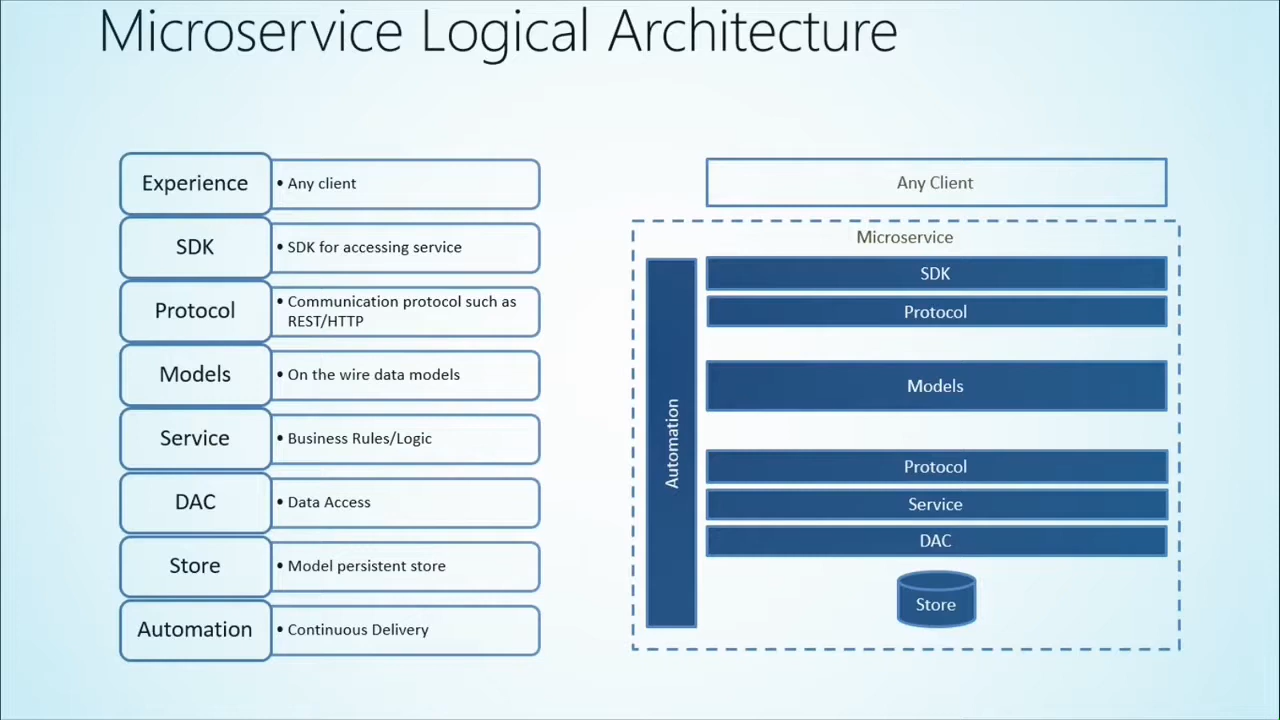 Microservice Logical Architecture
Experience
• Any client
SDK
• SDK for accessing service
Protocol
• Communication protocol such as
REST/HTTP
Models
• On the wire data models
Service
• Business Rules/Logic
DAC
• Data Access
Store
• Model persistent store
Automation
• Continuous Delivery
Any Client
Microservice
Automation
SDK
Protocol
Models
Protocol
Service
DAC
Store